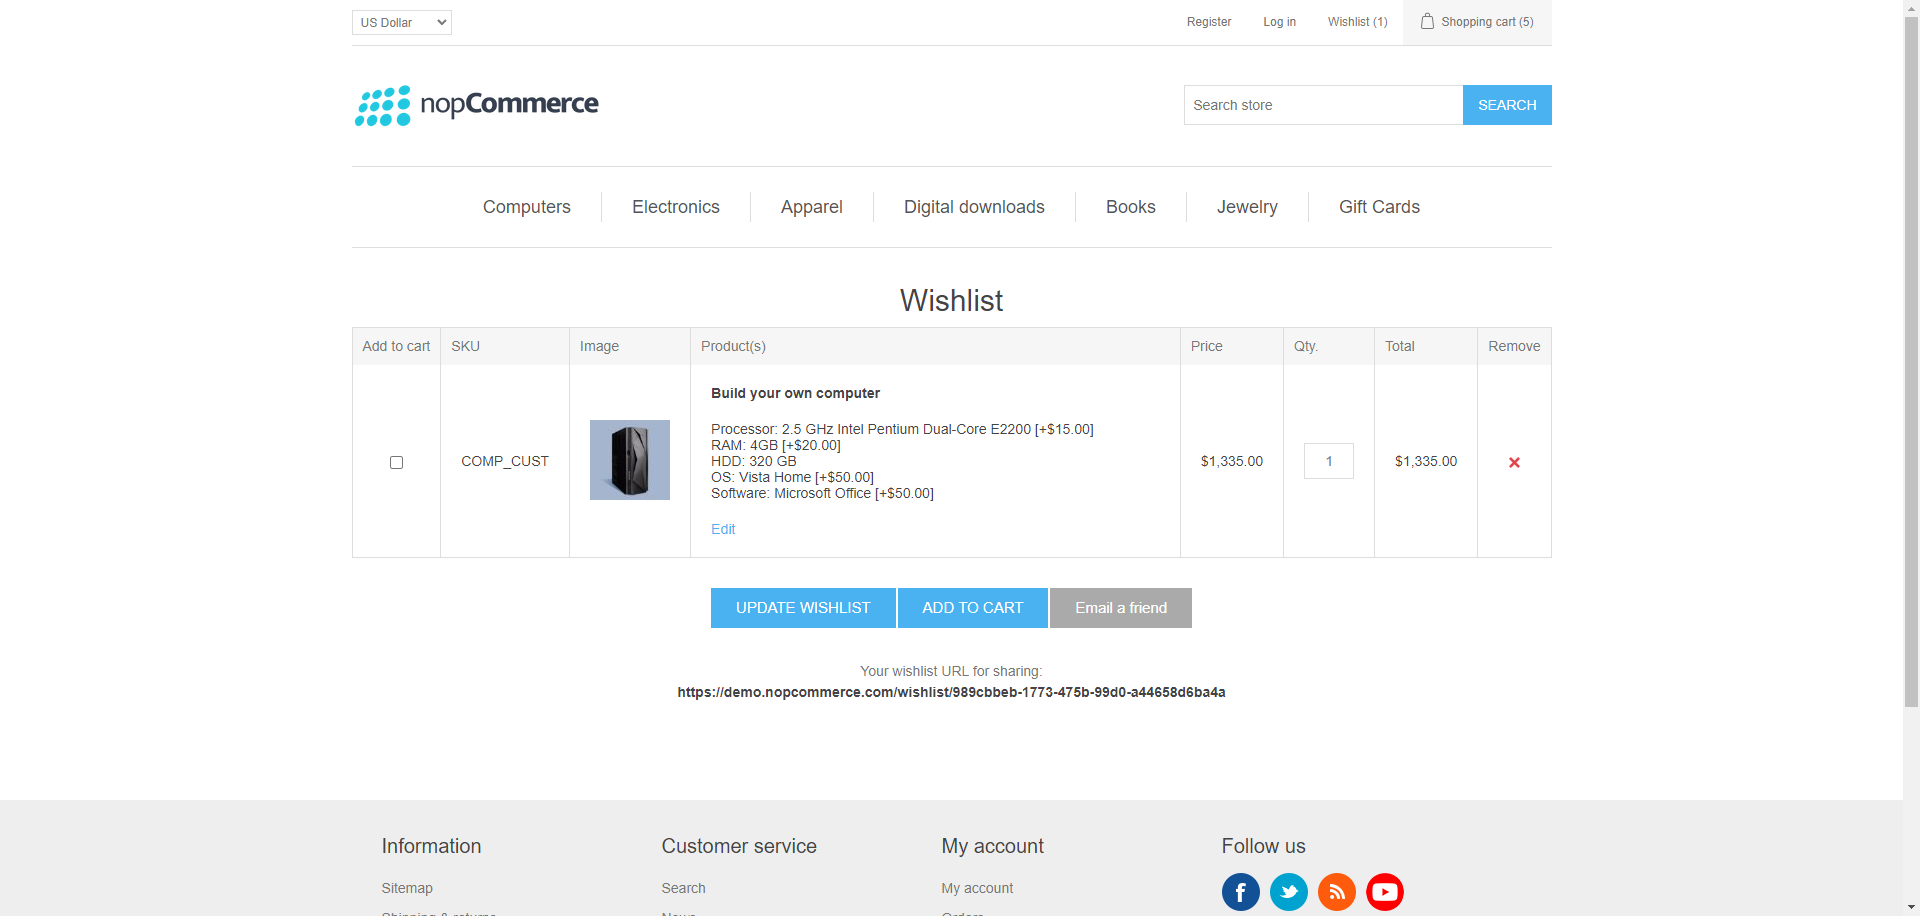 US Dollar
Register
Log in
Wishlist (1)
Shopping cart (5)
nopCommerce
Search store
SEARCH
Computers
Electronics
Apparel
Digital downloads
Books
Jewelry
Gift Cards
Wishlist
Add to cart
SKU
Image
Product(s)
Price
Qty.
Total
Remove
COMP_CUST
Build your own computer
Processor: 2.5 GHz Intel Pentium Dual-Core E2200 [+$15.00]
RAM: 4GB [+$20.00]
HDD: 320 GB
OS: Vista Home [+$50.00]
Software: Microsoft Office [+$50.00]
Edit
$1,335.00
1
$1,335.00
UPDATE WISHLIST
ADD TO CART
Email a friend
Your wishlist URL for sharing:
https://demo.nopcommerce.com/wishlist/989cbbeb-1773-475b-99d0-a44658d6ba4a
Information
Customer service
My account
Follow us
Sitemap
Search
My account